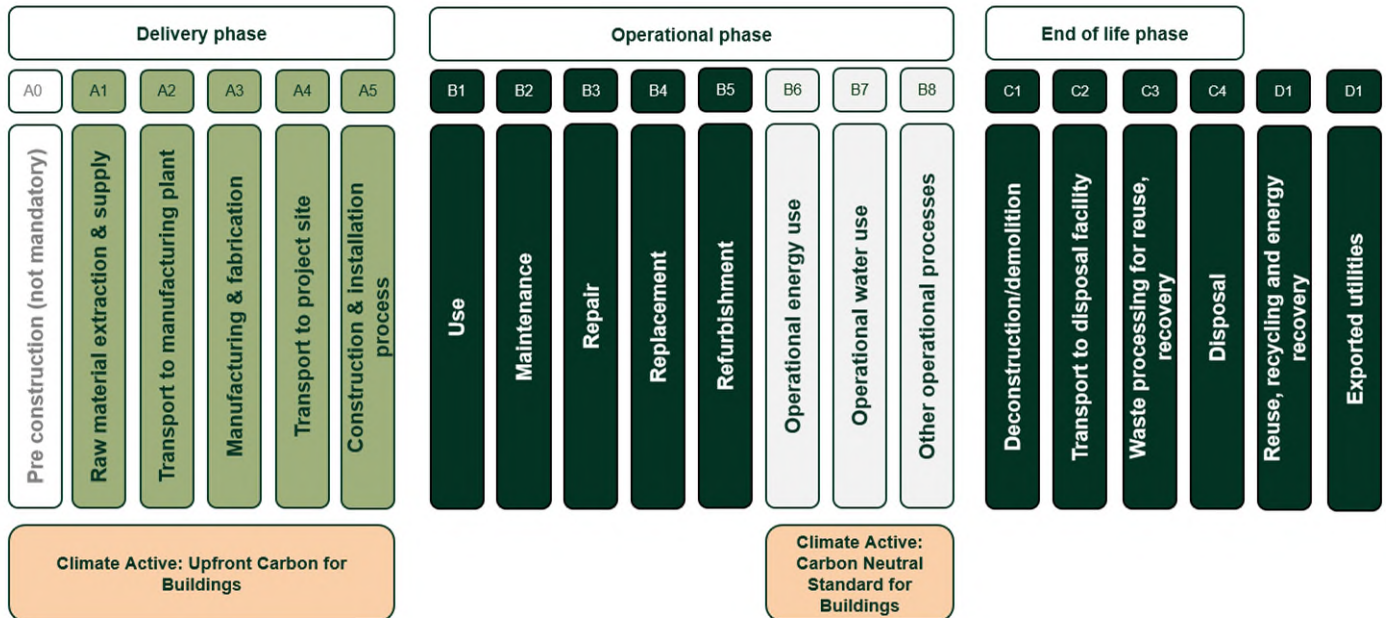 Delivery phase
Operational phase
End of life phase
A0
A1
A2
A3
A4
A5
B1
B2
B3
B4
B5
B6
B7
B8
C1
C2
C3
C4
D1
D1
Pre construction (not mandatory)
Raw material extraction & supply
Transport to manufacturing plant
Manufacturing & fabrication
Transport to project site
Construction & installation
process
Use
Maintenance
Repair
Replacement
Refurbishment
Operational energy use
Operational water use
Other operational processes
Deconstruction/demolition
Transport to disposal facility
Waste processing for reuse,
recovery
Disposal
Reuse, recycling and energy
recovery
Exported utilities
Climate Active: Upfront Carbon for
Buildings
Climate Active:
Carbon Neutral
Standard for
Buildings